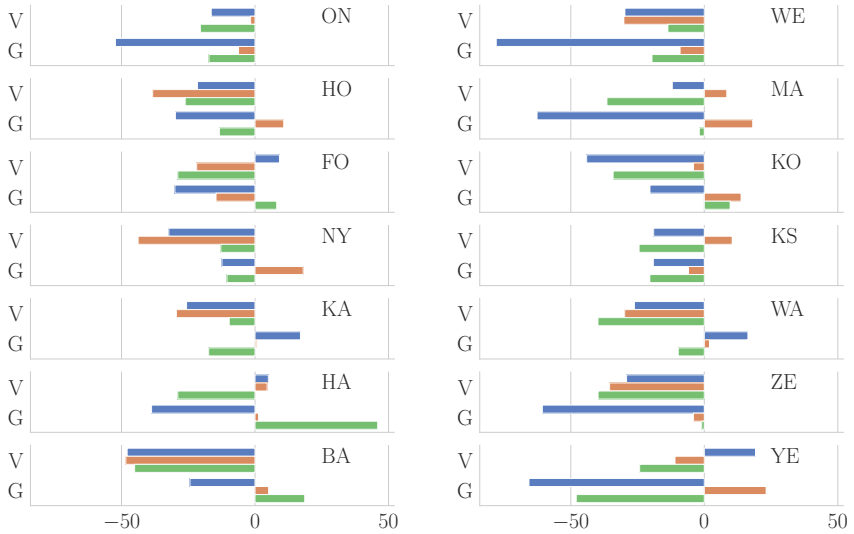 V ON
G
V HO
G
V FO
G
V NY
G
V KA
G
V HA
G
V BA
G
−50 0 50
V WE
G
V MA
G
V KO
G
V KS
G
V WA
G
V ZE
G
V YE
G
−50 0 50